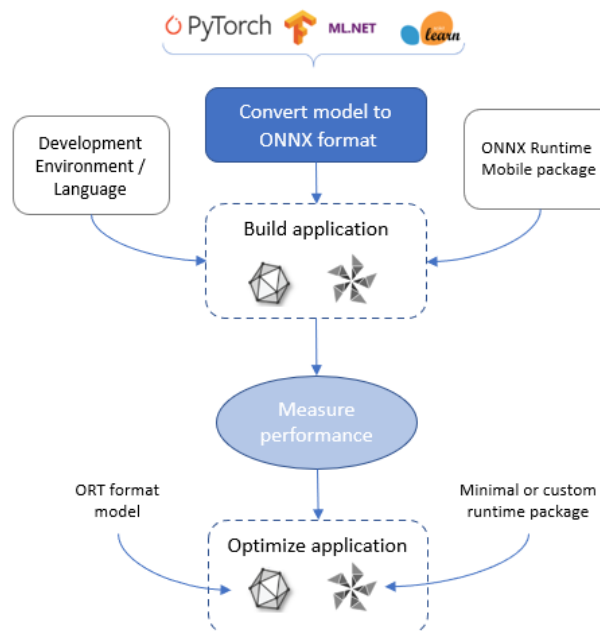 PyTorch ML.NET learn
Convert model to
ONNX format
Development
Environment /
Language
ONNX Runtime
Mobile package
Build application
Measure
performance
ORT format
model
Minimal or custom
runtime package
Optimize application